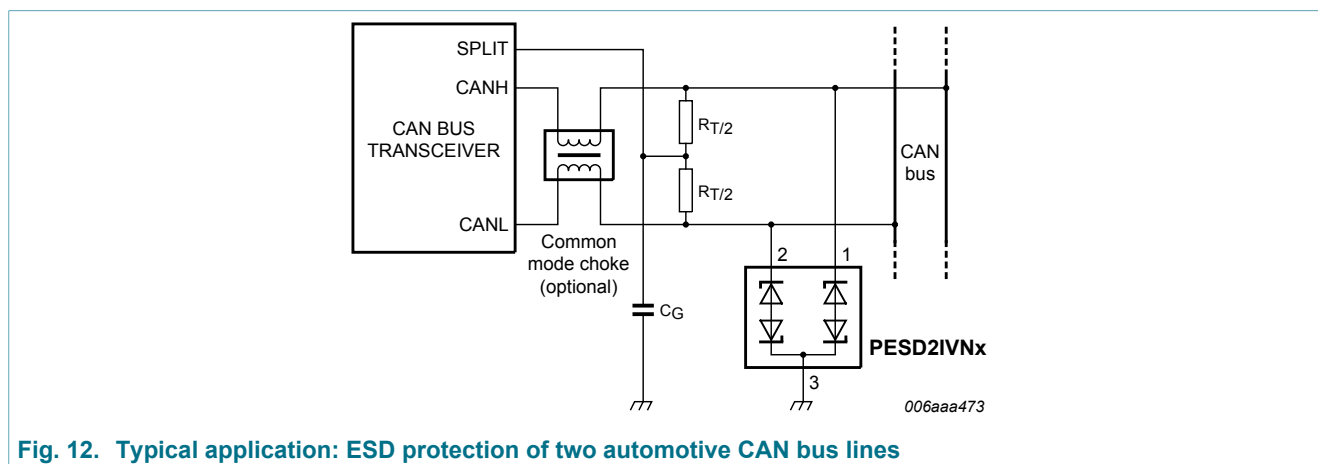 SPLIT
CANH
CAN BUS
TRANSCEIVER
CANL
Common
mode choke
(optional)
RT/2
RT/2
CG
CAN
bus
2
1
3
PESD2IVNx
006aaa473
Fig. 12. Typical application: ESD protection of two automotive CAN bus lines